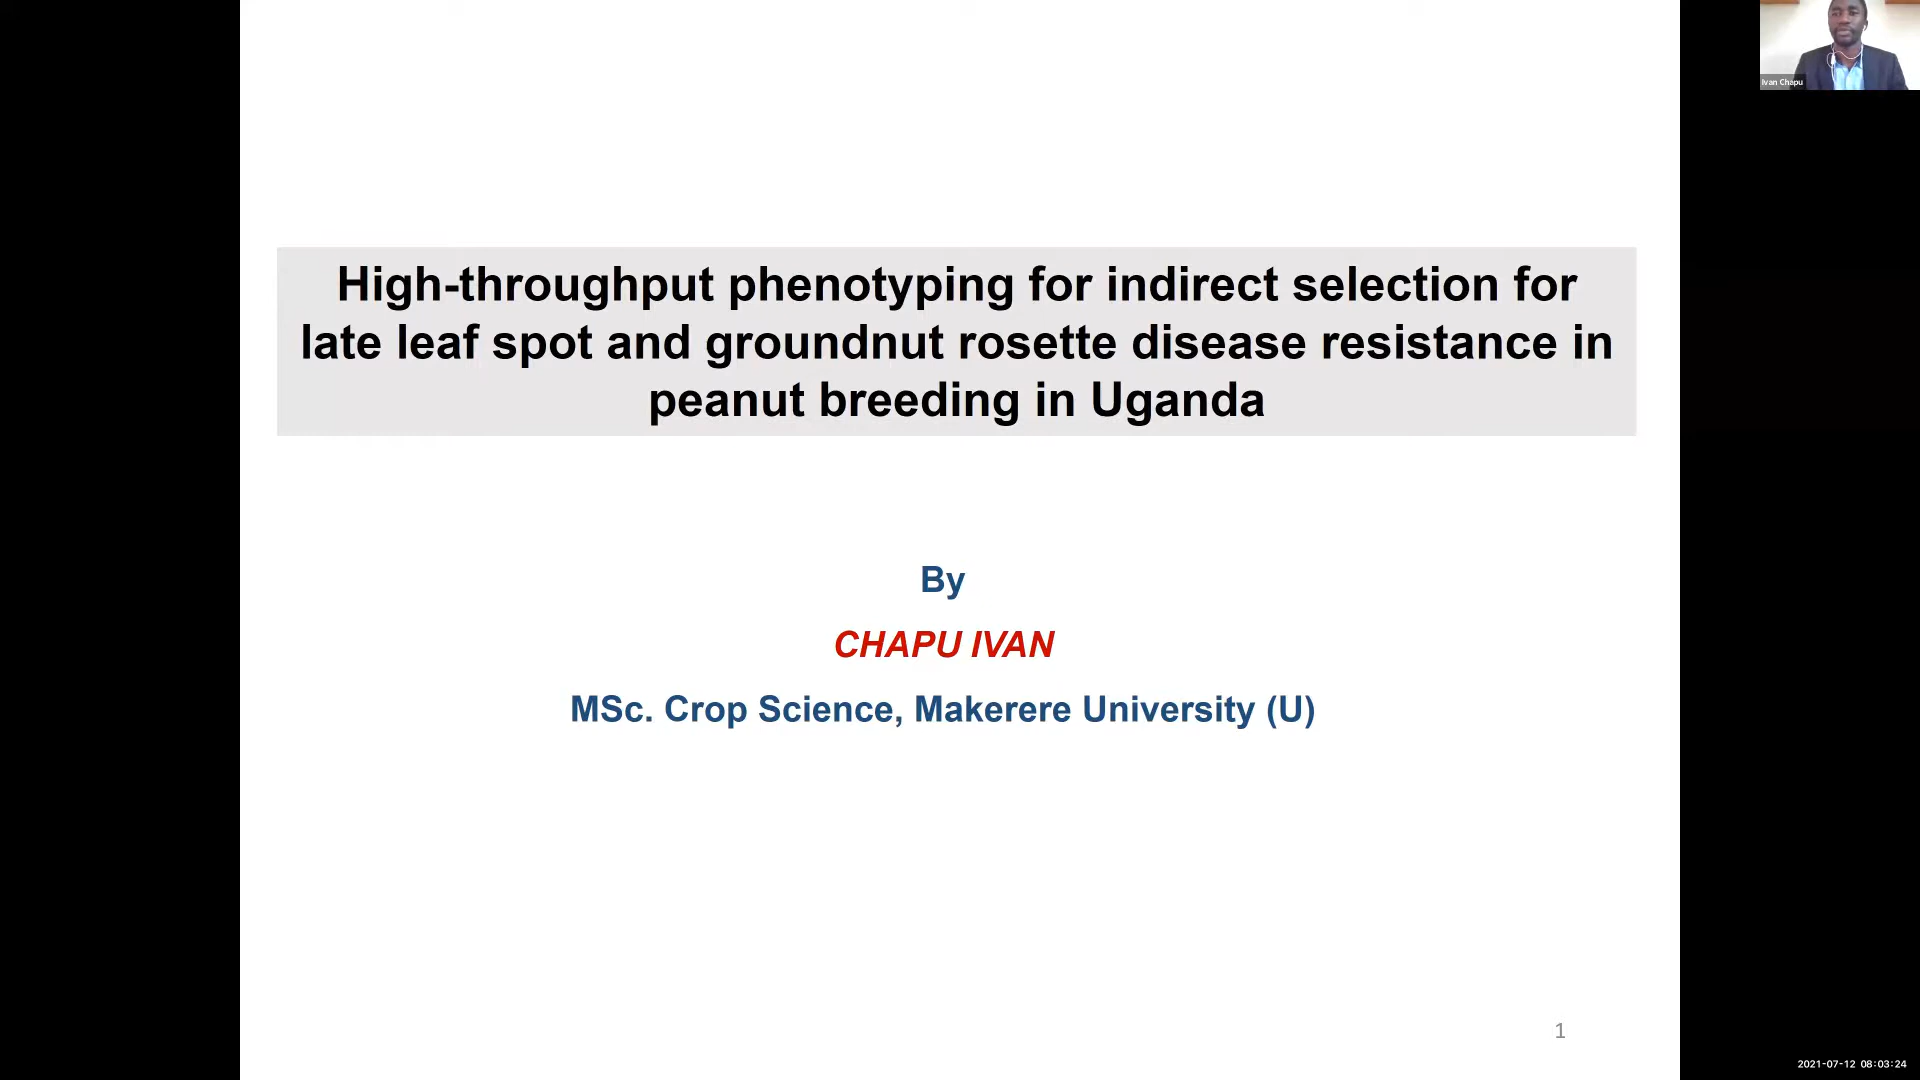 Ivan Chapu
High-throughput phenotyping for indirect selection for
late leaf spot and groundnut rosette disease resistance in
peanut breeding in Uganda
By
CHAPU IVAN
MSc. Crop Science, Makerere University (U)
1
2021-07-12 08:03:24